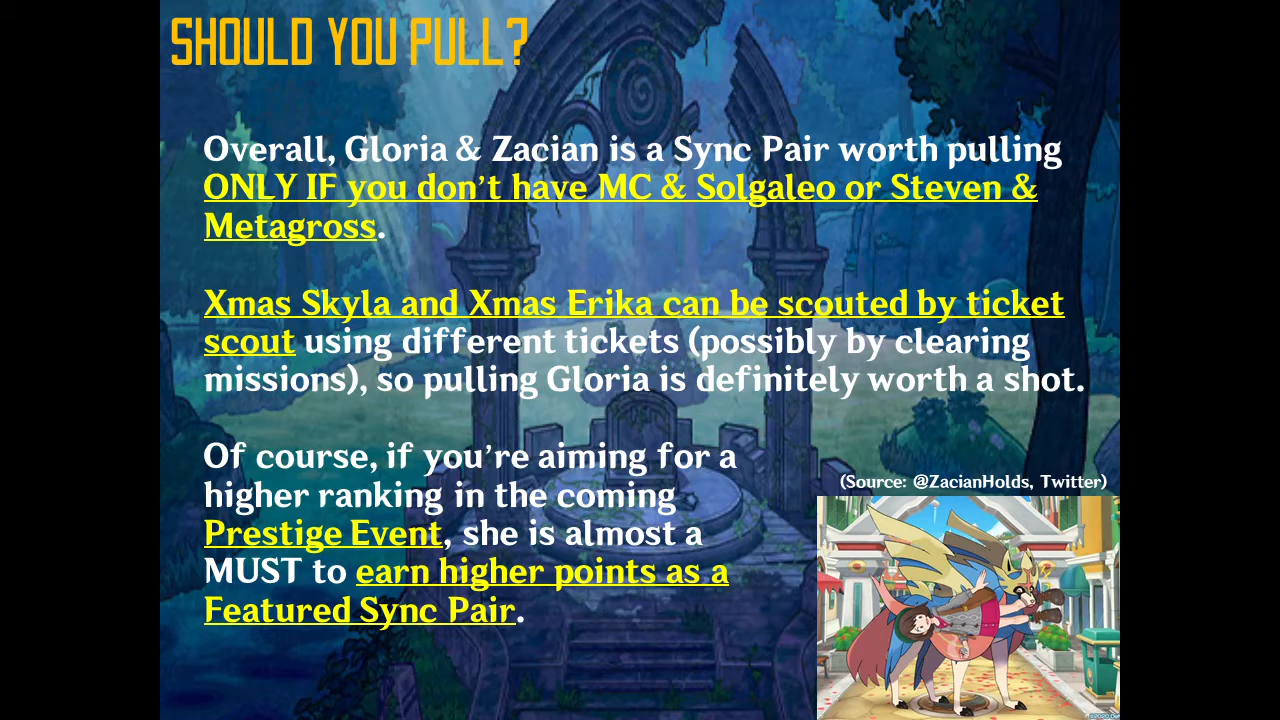 SHOULD YOU PULL?
Overall, Gloria & Zacian is a Sync Pair worth pulling
ONLY IF you don't have MC & Solgaleo or Steven &
Metagross.
Xmas Skyla and Xmas Erika can be scouted by ticket
scout using different tickets (possibly by clearing
missions), so pulling Gloria is definitely worth a shot.
Of course, if you're aiming for a
higher ranking in the coming
Prestige Event, she is almost a
MUST to earn higher points as a
Featured Sync Pair.
(Source: @ZacianHolds, Twitter)